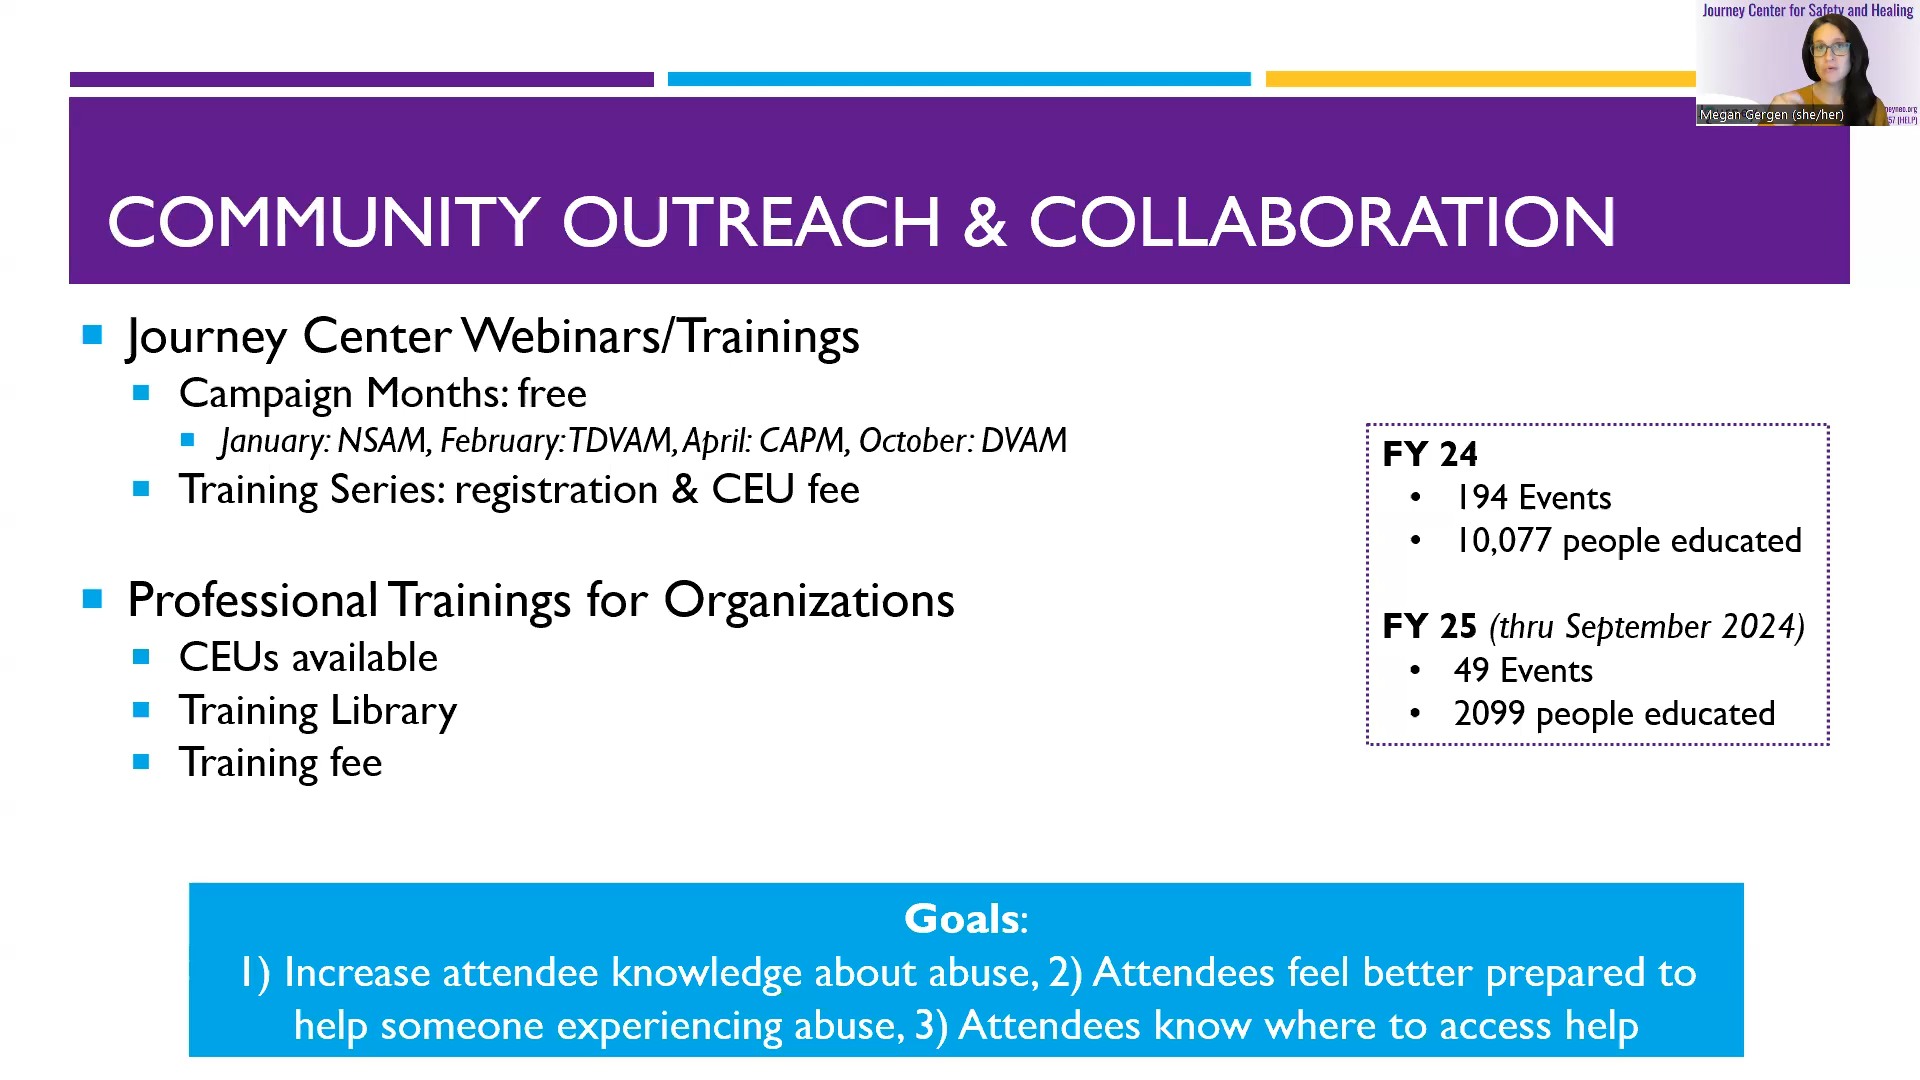 Journey Center for Safety and Healing
Megan Gergen (she/her)
neyneo.org
57 (HELP)
COMMUNITY OUTREACH & COLLABORATION
Journey Center Webinars/Trainings
Campaign Months: free
January: NSAM, February: TDVAM, April: CAPM, October: DVAM
Training Series: registration & CEU fee
Professional Trainings for Organizations
CEUs available
Training Library
Training fee
FY 24
• 194 Events
• 10,077 people educated
FY 25 (thru September 2024)
• 49 Events
• 2099 people educated
Goals:
1) Increase attendee knowledge about abuse, 2) Attendees feel better prepared to
help someone experiencing abuse, 3) Attendees know where to access help